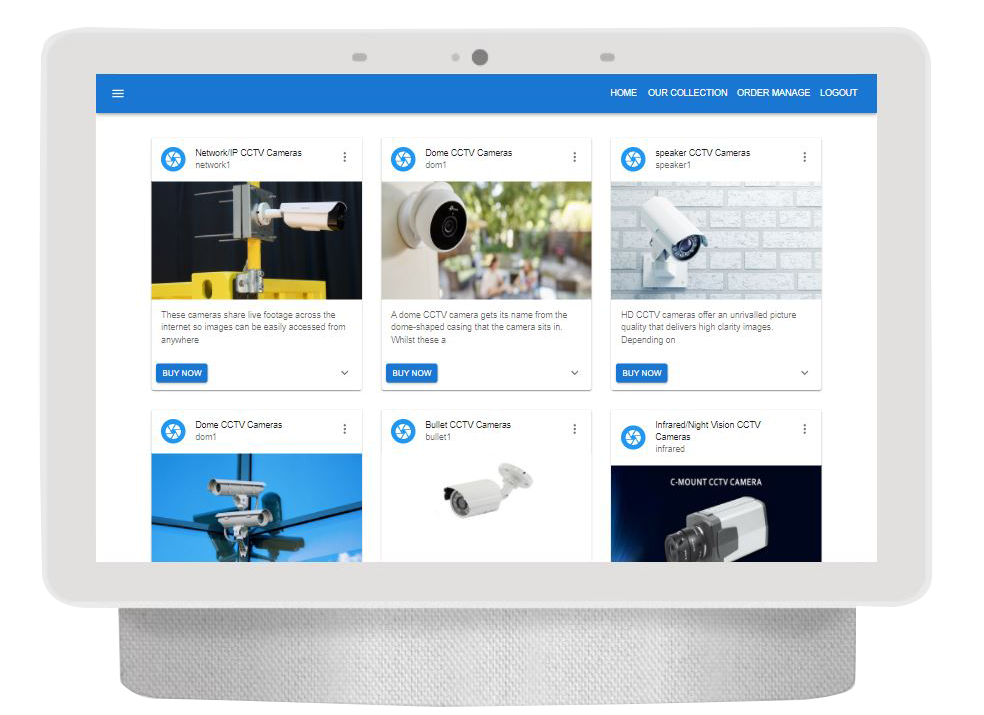 HOME OUR COLLECTION ORDER MANAGE LOGOUT
Network/IP CCTV Cameras
network1
These cameras share live footage across the
internet so images can be easily accessed from
anywhere
BUY NOW
Dome CCTV Cameras
dom1
A dome CCTV camera gets its name from the
dome-shaped casing that the camera sits in.
Whilst these a
BUY NOW
speaker CCTV Cameras
speaker1
HD CCTV cameras offer an unrivalled picture
quality that delivers high clarity images.
Depending on
BUY NOW
Dome CCTV Cameras
dom1
Bullet CCTV Cameras
bullet1
Infrared/Night Vision CCTV
Cameras
infrared
C-MOUNT CCTV CAMERA